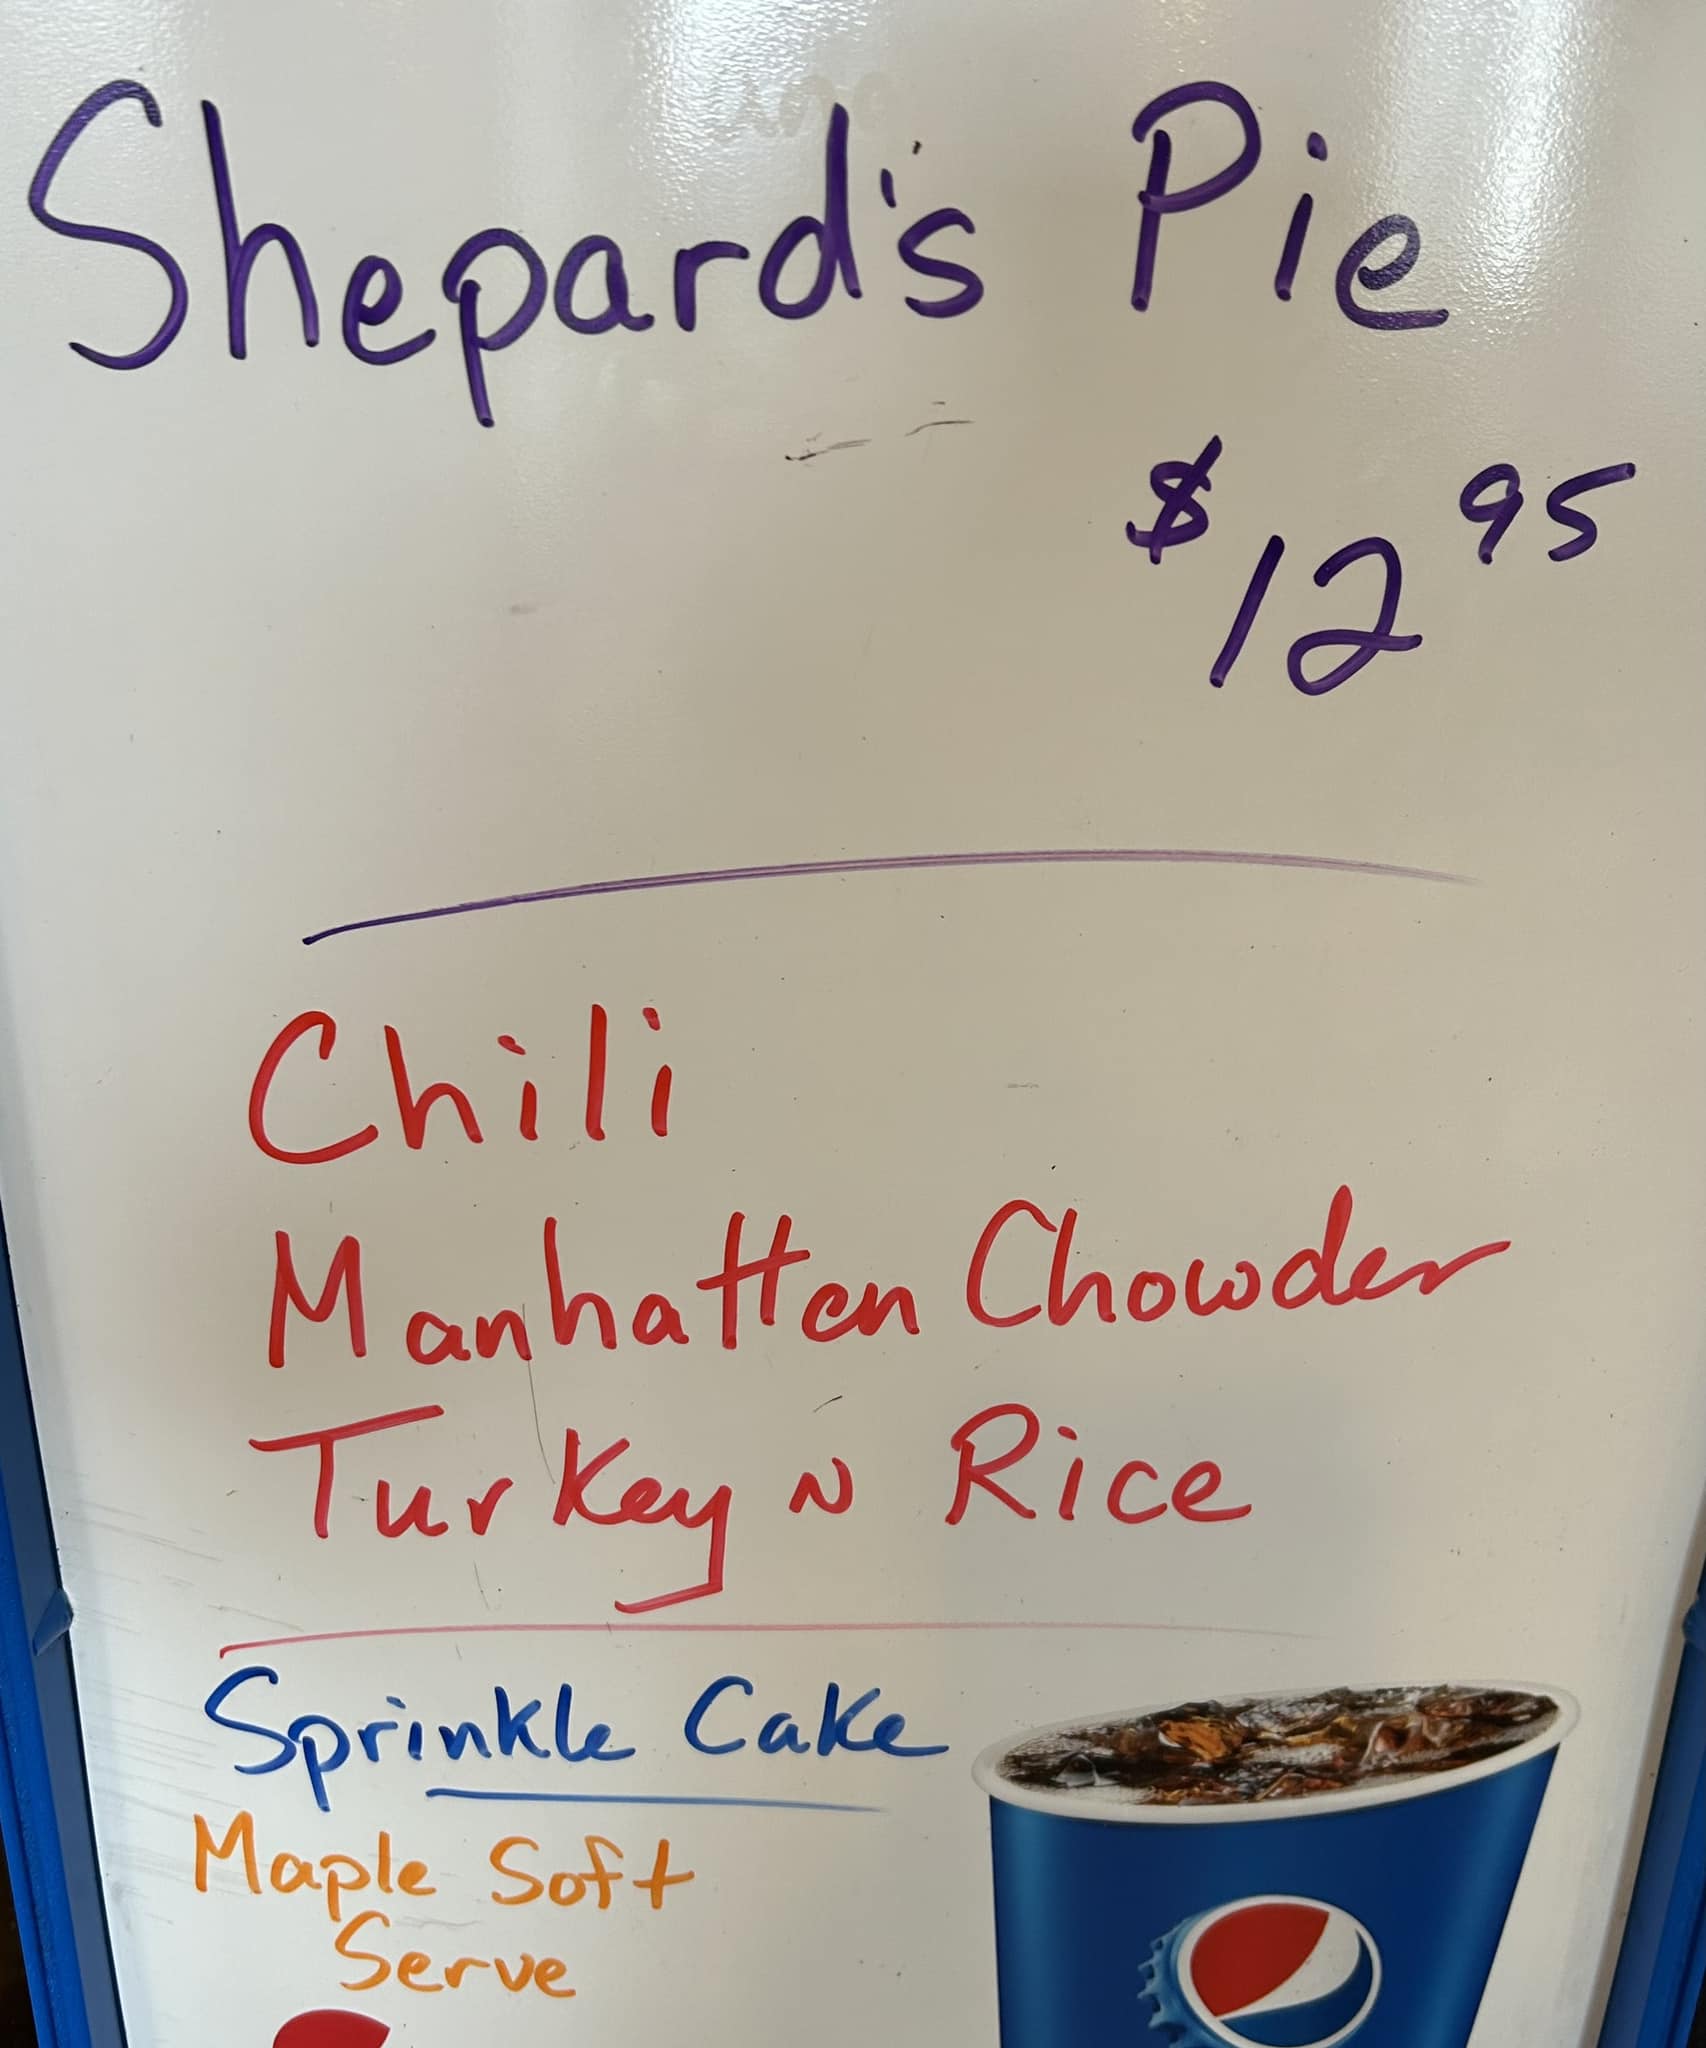 Shepard's Pie
$12 95
Chili
Manhatten Chowder
Turkey N Rice
Sprinkle Cake
Maple Soft
Serve